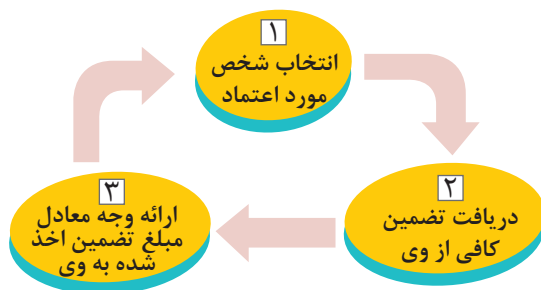 ۱
انتخاب شخص
مورد اعتماد
۲
دریافت تضمین
کافی از وی
۳
ارائه وجه معادل
مبلغ تضمین اخذ
شده به وی